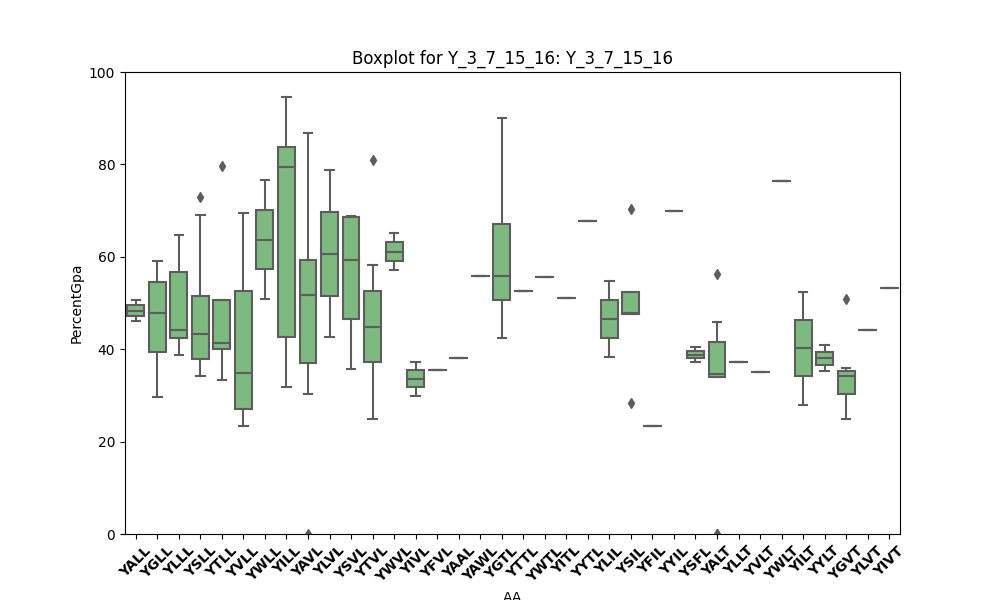 Boxplot for Y_3_7_15_16: Y_3_7_15_16
100
80
60
40
20
0
PercentGpa
YALL YGLL YLLL YSLL YTLL YVLL YWLL YILL YAVL YLVL YSVL YTVL YWVL YIVL YFVL YAAL YAWL YGTL YTTL YWTL YITL YYTL YLIL YSIL YFIL YYIL YSFL YALT YLLT YVLT YWLT YILT YYLT YGVT YLVT YIVT
AA